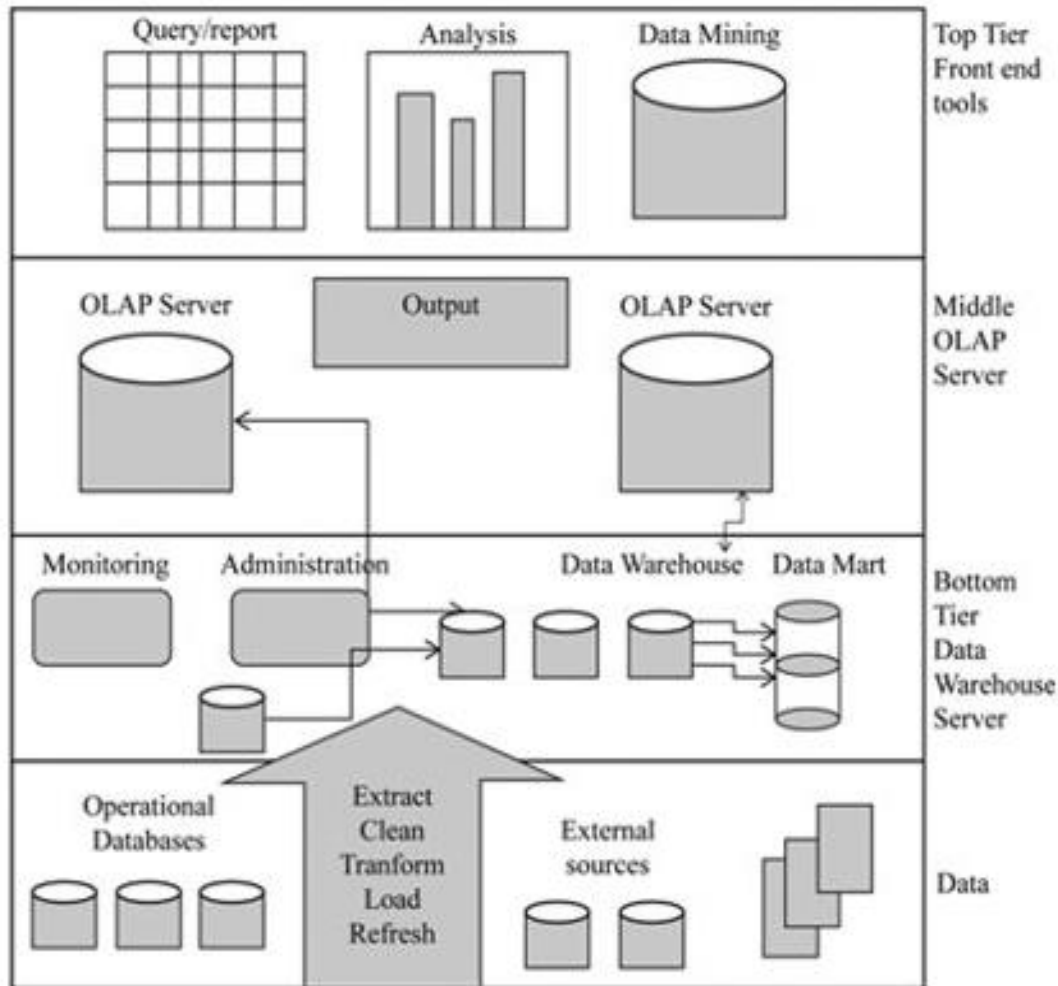 Query/report
Analysis
Data Mining
Top Tier
Front end
tools
OLAP Server
Output
OLAP Server
Middle
OLAP
Server
Monitoring
Administration
Data Warehouse
Data Mart
Bottom
Tier
Data
Warehouse
Server
Operational
Databases
Extract
Clean
Tranform
Load
Refresh
External
sources
Data